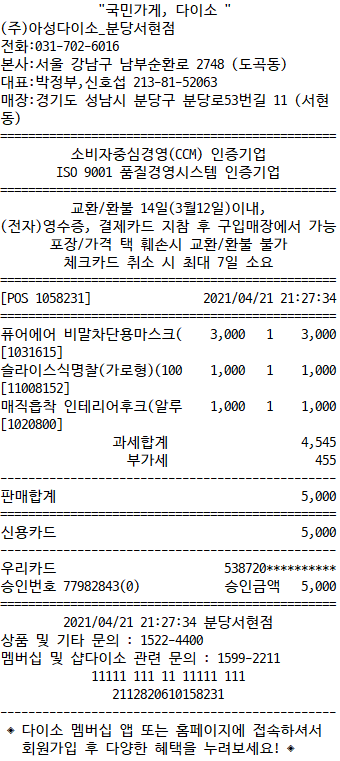 "국민가게, 다이소 "
(주)아성다이소_분당서현점
전화:031-702-6016
본사:서울 강남구 남부순환로 2748 (도곡동)
대표:박정부,신호섭 213-81-52063
매장:경기도 성남시 분당구 분당로53번길 11 (서현
동)
================================================
소비자중심경영(CCM) 인증기업
ISO 9001 품질경영시스템 인증기업
================================================
교환/환불 14일(3월12일)이내,
(전자)영수증, 결제카드 지참 후 구입매장에서 가능
포장/가격 택 훼손시 교환/환불 불가
체크카드 취소 시 최대 7일 소요
================================================
[POS 1058231] 2021/04/21 21:27:34
================================================
퓨어에어 비말차단용마스크( 3,000 1 3,000
[1031615]
슬라이스식명찰(가로형)(100 1,000 1 1,000
[11008152]
매직흡착 인테리어후크(알루 1,000 1 1,000
[1020800]
과세합계 4,545
부가세 455
------------------------------------------------
판매합계 5,000
================================================
신용카드 5,000
------------------------------------------------
우리카드 538720**********
승인번호 77982843(0) 승인금액 5,000
================================================
2021/04/21 21:27:34 분당서현점
상품 및 기타 문의 : 1522-4400
멤버십 및 샵다이소 관련 문의 : 1599-2211
11111 111 11 11111 111
2112820610158231
------------------------------------------------
◈ 다이소 멤버십 앱 또는 홈페이지에 접속하셔서
회원가입 후 다양한 혜택을 누려보세요! ◈